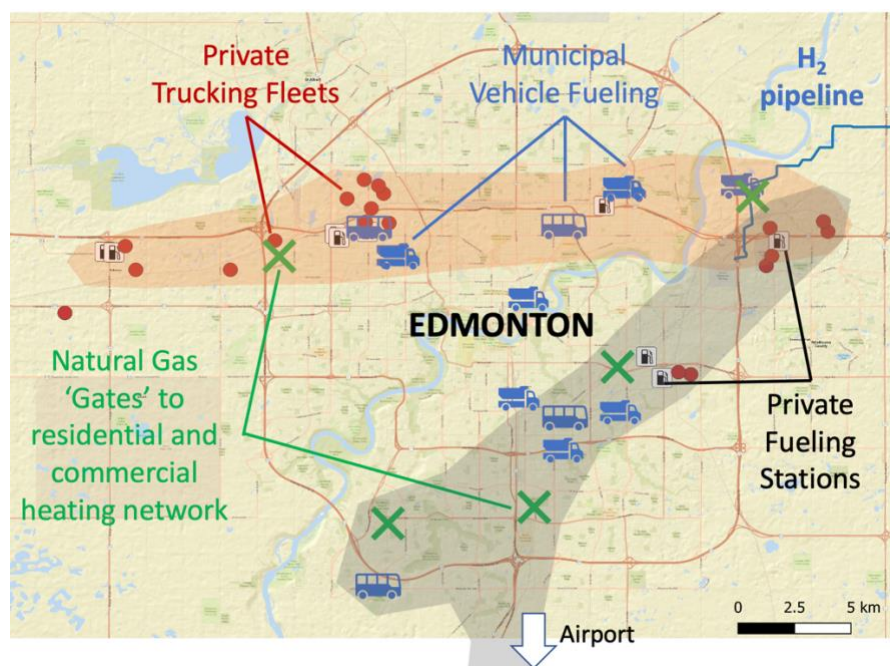 Private
Trucking Fleets
Municipal
Vehicle Fueling
H₂
pipeline
EDMONTON
Natural Gas
‘Gates’ to
residential and
commercial
heating network
Private
Fueling
Stations
Airport
0 2.5 5 km